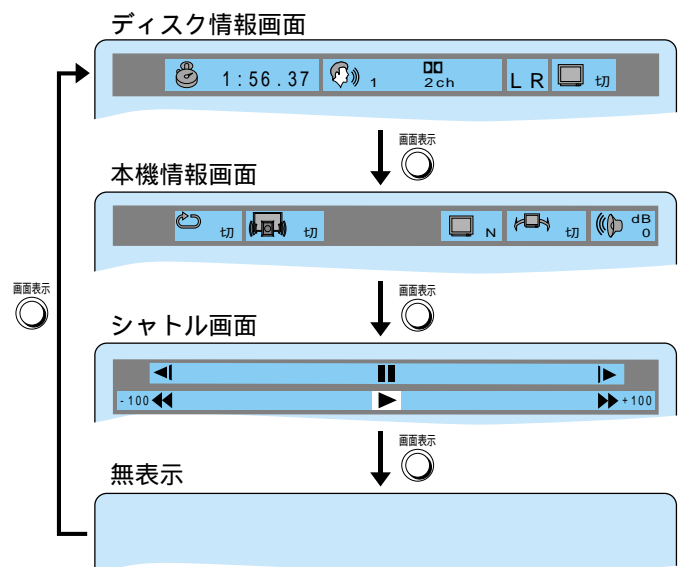 ディスク情報画面
1:56.37 1 2ch L R 切
画面表示
本機情報画面
切 切 N 切 dB 0
画面表示
画面表示
シャトル画面
-100 +100
画面表示
無表示